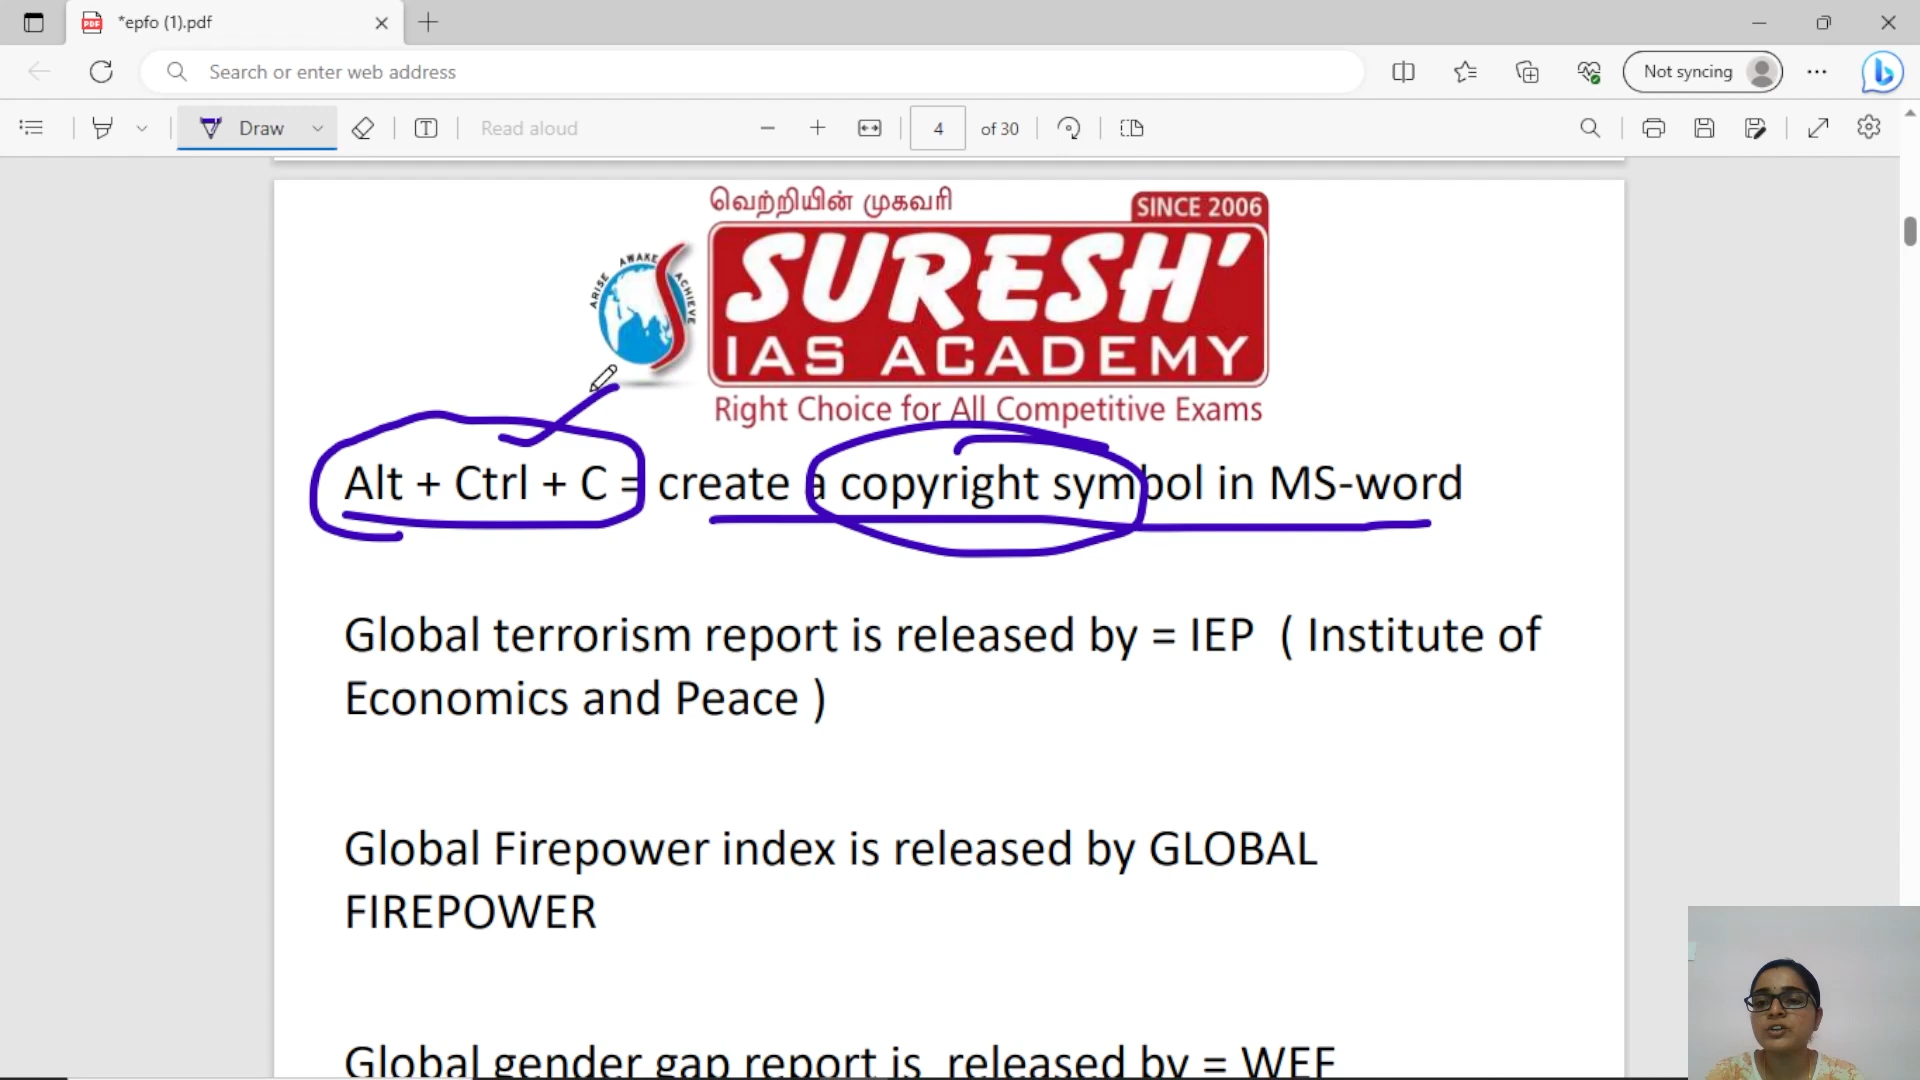 *epfo (1).pdf
Search or enter web address
Not syncing
Draw
Read aloud
4 of 30
வெற்றியின் முகவரி
SINCE 2006
ARISE AWAKE ACHIEVE
SURESH'
IAS ACADEMY
Right Choice for All Competitive Exams
Alt + Ctrl + C = create a copyright symbol in MS-word
Global terrorism report is released by = IEP ( Institute of
Economics and Peace )
Global Firepower index is released by GLOBAL
FIREPOWER
Global gender gap report is released by = WEF